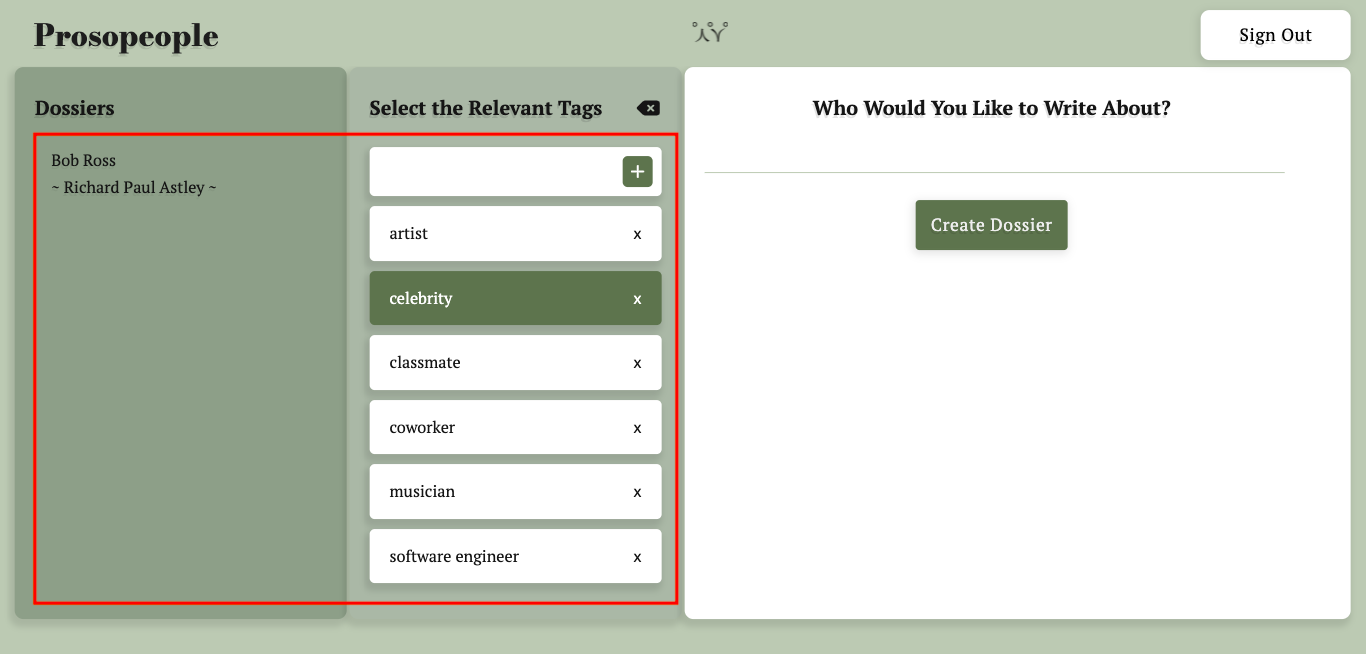 Prosopeople
Sign Out
Dossiers
Bob Ross
~ Richard Paul Astley ~
Select the Relevant Tags
+
artist x
celebrity x
classmate x
coworker x
musician x
software engineer x
Who Would You Like to Write About?
Create Dossier